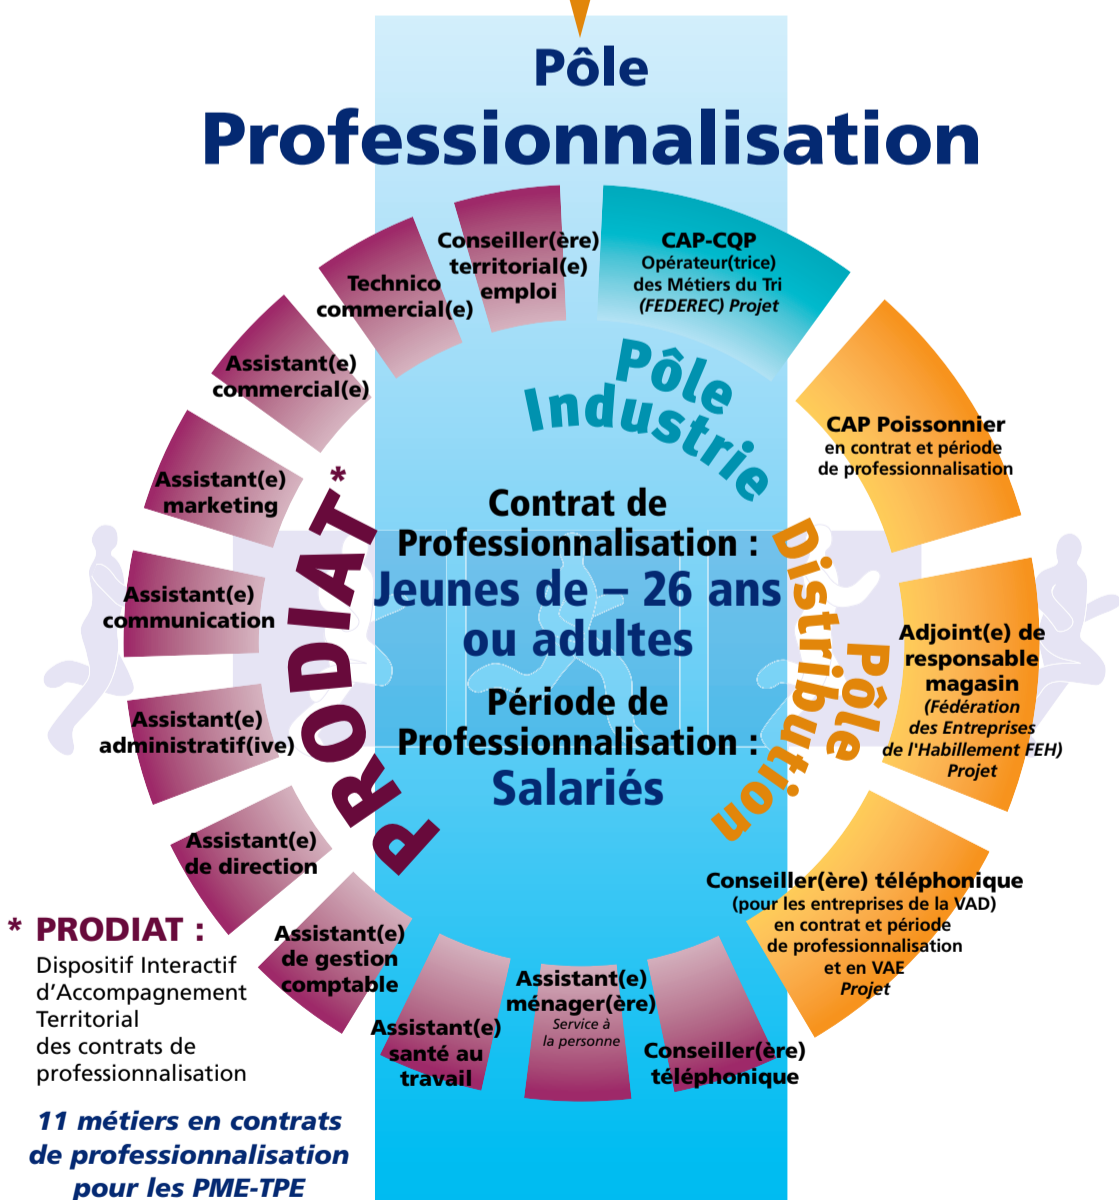 Pôle
Professionnalisation
Conseiller(ère)
territorial(e)
emploi
CAP-CQP
Opérateur(trice)
des Métiers du Tri
(FEDEREC) Projet
Technico
commercial(e)
Assistant(e)
commercial(e)
Assistant(e)
marketing
Assistant(e)
communication
Assistant(e)
administratif(ive)
Assistant(e)
de direction
Assistant(e)
de gestion
comptable
Assistant(e)
santé au
travail
Assistant(e)
ménager(ère)
Service à
la personne
Conseiller(ère)
téléphonique
PRODIAT*
Pôle
Industrie
CAP Poissonnier
en contrat et période
de professionnalisation
Adjoint(e) de
responsable
magasin
(Fédération
des Entreprises
de l'Habillement FEH)
Projet
Conseiller(ère) téléphonique
(pour les entreprises de la VAD)
en contrat et période
de professionnalisation
et en VAE
Projet
Pôle
Distribution
Contrat de
Professionnalisation :
Jeunes de – 26 ans
ou adultes
Période de
Professionnalisation :
Salariés
* PRODIAT :
Dispositif Interactif
d’Accompagnement
Territorial
des contrats de
professionnalisation
11 métiers en contrats
de professionnalisation
pour les PME-TPE